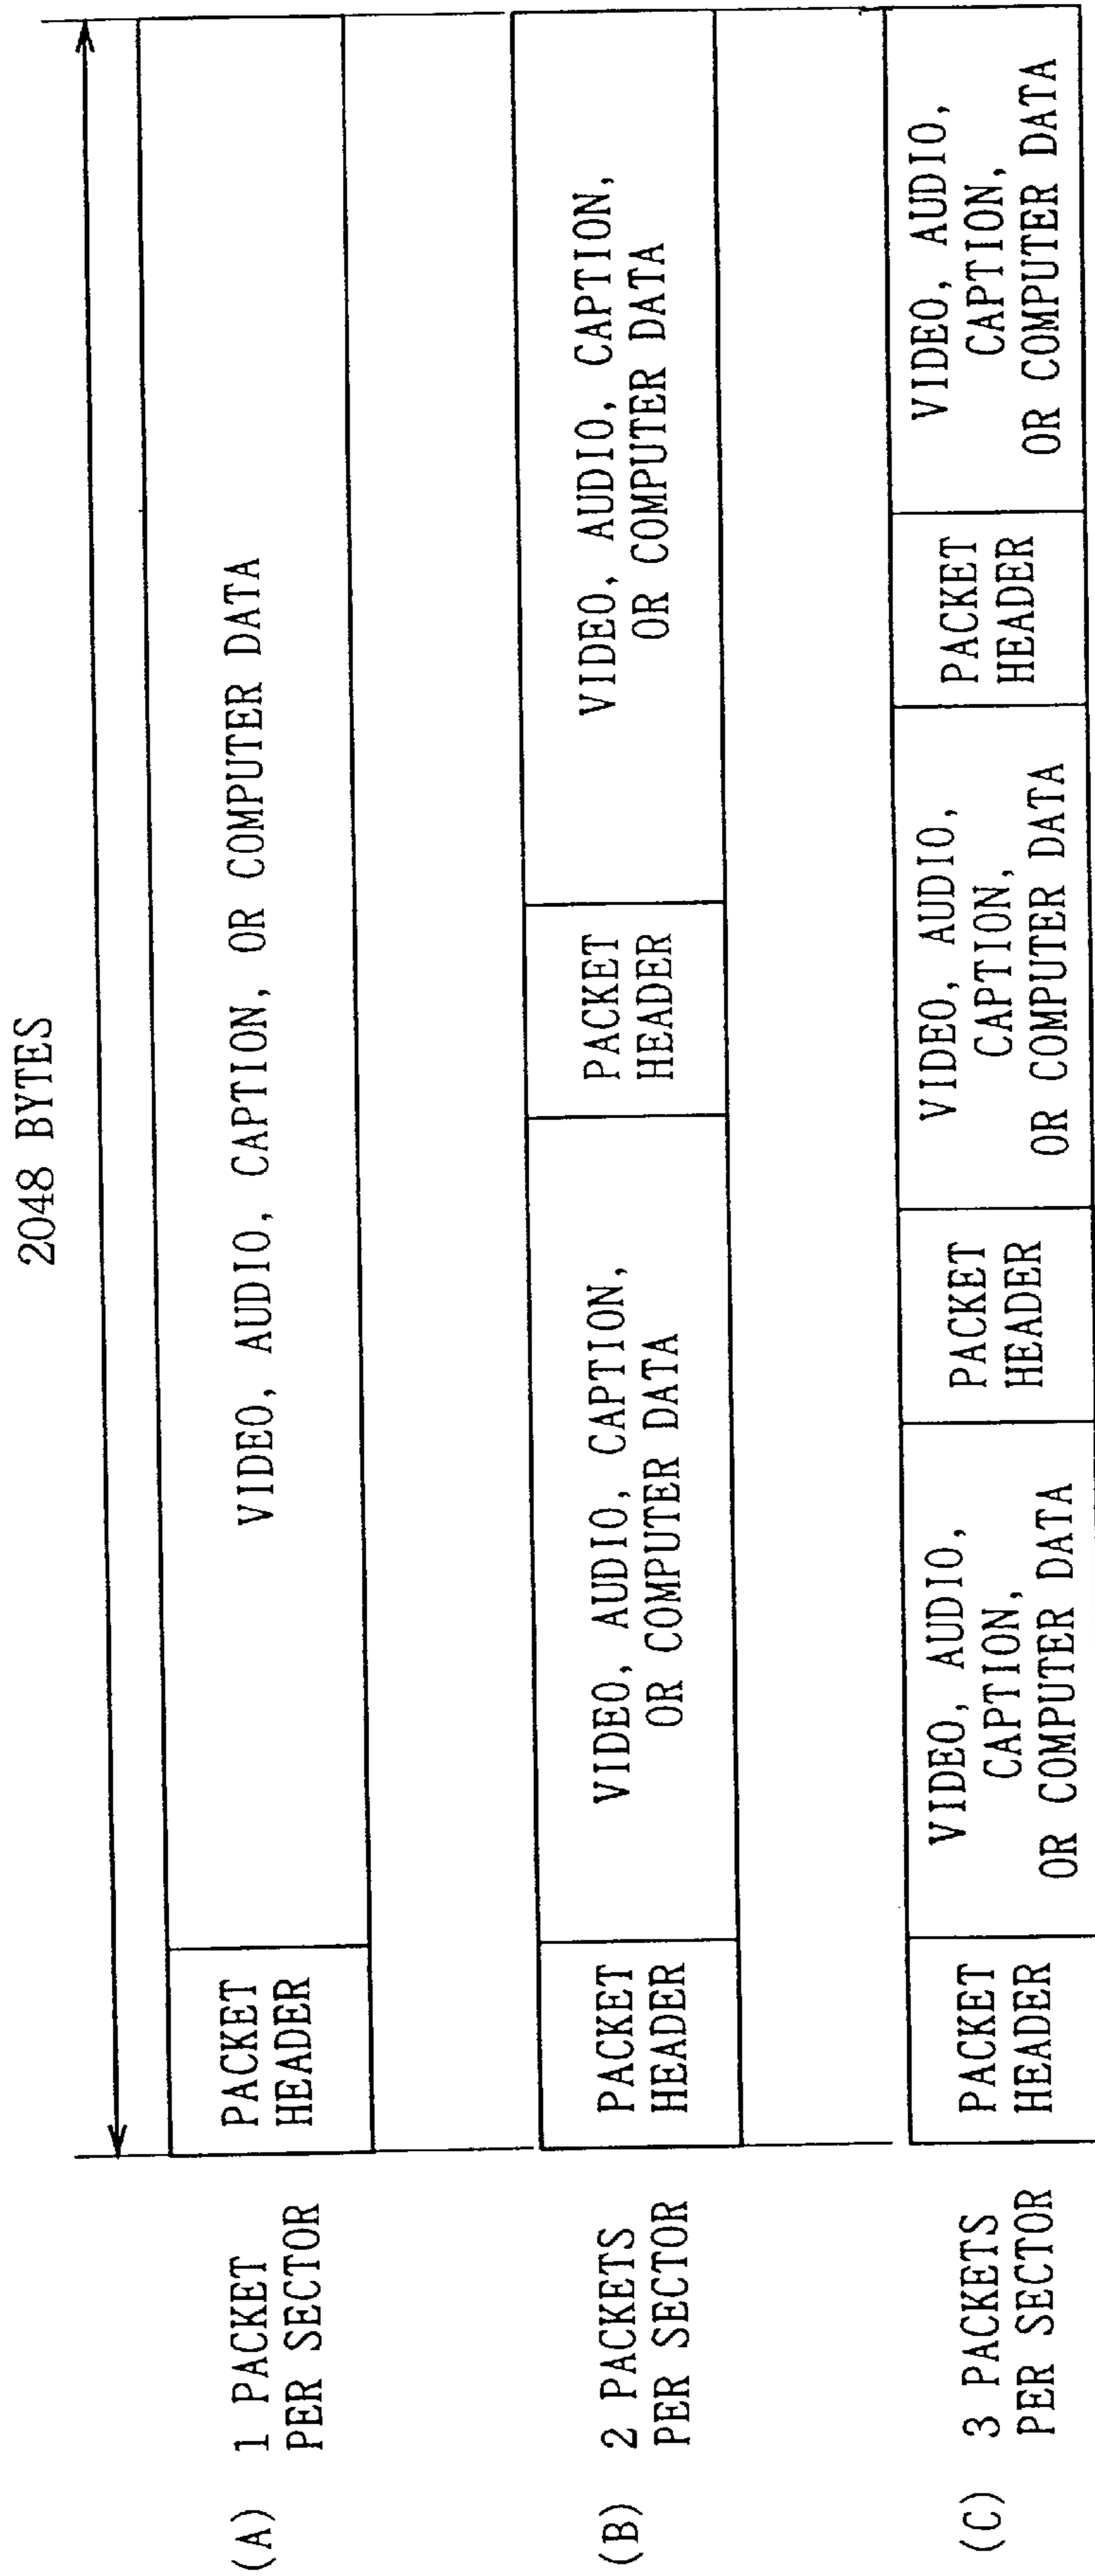 2048 BYTES
(A) 1 PACKET
PER SECTOR
PACKET
HEADER
VIDEO, AUDIO, CAPTION, OR COMPUTER DATA
(B) 2 PACKETS
PER SECTOR
PACKET
HEADER
VIDEO, AUDIO, CAPTION,
OR COMPUTER DATA
PACKET
HEADER
VIDEO, AUDIO, CAPTION,
OR COMPUTER DATA
(C) 3 PACKETS
PER SECTOR
PACKET
HEADER
VIDEO, AUDIO,
CAPTION,
OR COMPUTER DATA
PACKET
HEADER
VIDEO, AUDIO,
CAPTION,
OR COMPUTER DATA
PACKET
HEADER
VIDEO, AUDIO,
CAPTION,
OR COMPUTER DATA